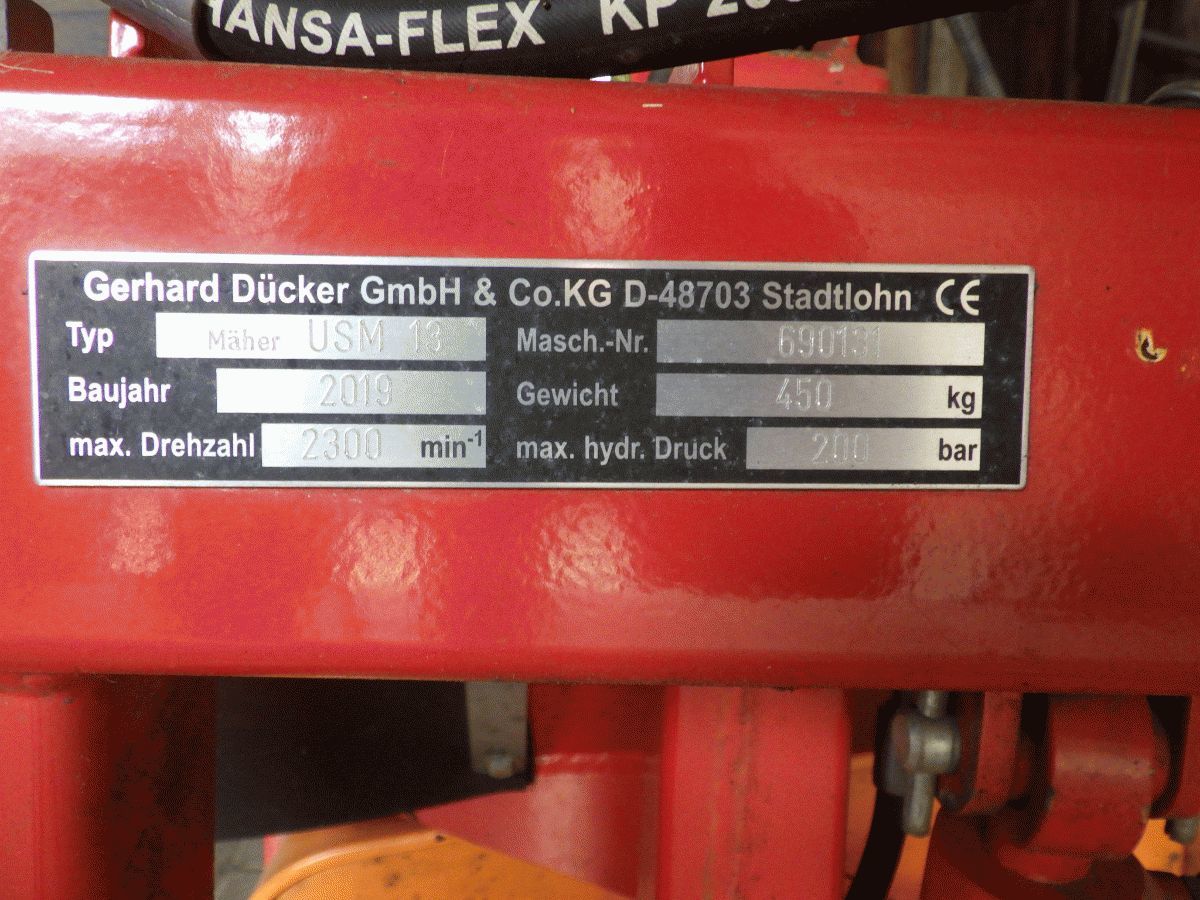 HANSA-FLEX KP
Gerhard Dücker GmbH & Co.KG D-48703 Stadtlohn CE
Typ Mäher USM 13 Masch.-Nr. 690131
Baujahr 2019 Gewicht 450 kg
max. Drehzahl 2300 min-1 max. hydr. Druck 200 bar